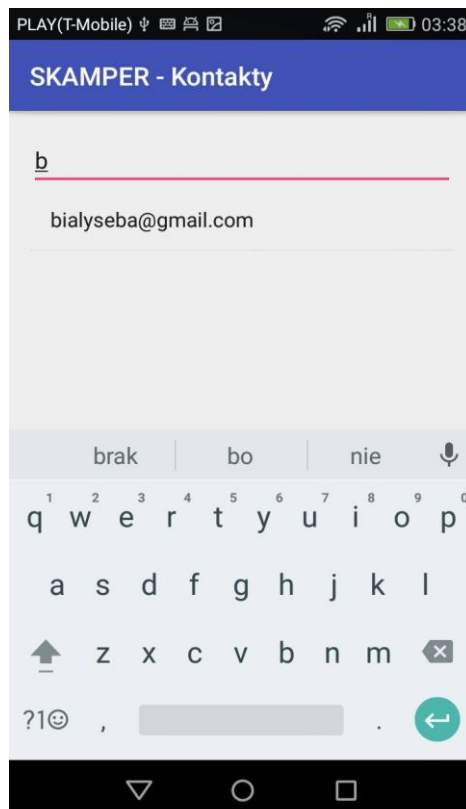 PLAY(T-Mobile) 03:38
SKAMPER - Kontakty
b
bialyseba@gmail.com
brak bo nie
1 2 3 4 5 6 7 8 9 0
q w e r t y u i o p
a s d f g h j k l
z x c v b n m
?1☺ , .